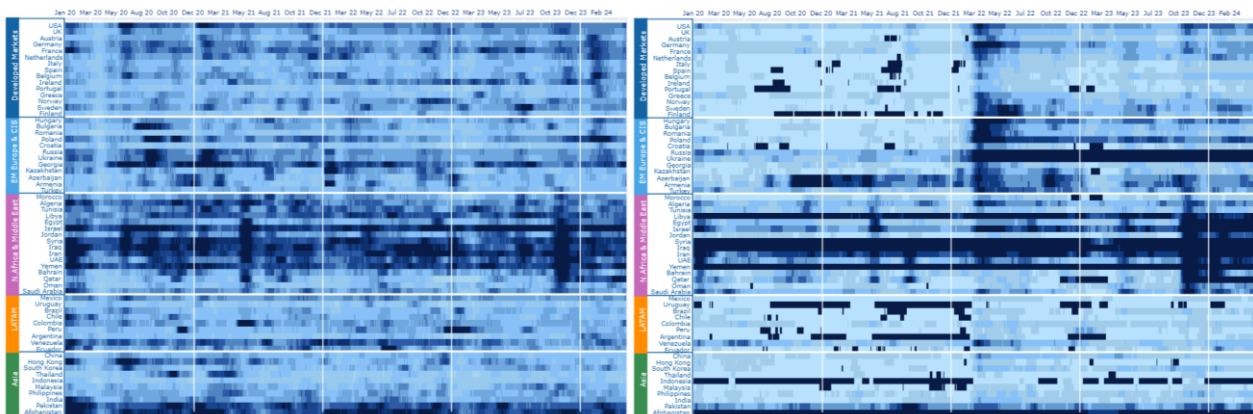 Jan 20 Mar 20 May 20 Aug 20 Oct 20 Dec 20 Mar 21 May 21 Aug 21 Oct 21 Dec 21 Mar 22 May 22 Jul 22 Oct 22 Dec 22 Mar 23 May 23 Jul 23 Oct 23 Dec 23 Feb 24
Developed Markets
USA
UK
Austria
Germany
France
Netherlands
Italy
Spain
Belgium
Ireland
Portugal
Greece
Norway
Sweden
Finland
EM Europe & CIS
Hungary
Bulgaria
Romania
Poland
Croatia
Russia
Ukraine
Georgia
Kazakhstan
Azerbaijan
Armenia
Turkey
N.Africa & Middle East
Morocco
Algeria
Tunisia
Libya
Egypt
Israel
Jordan
Syria
Iraq
Iran
UAE
Yemen
Bahrain
Qatar
Oman
Saudi Arabia
LATAM
Mexico
Uruguay
Brazil
Chile
Colombia
Peru
Argentina
Venezuela
Ecuador
Asia
China
Hong Kong
South Korea
Thailand
Indonesia
Malaysia
Philippines
India
Pakistan
Afghanistan
Jan 20 Mar 20 May 20 Aug 20 Oct 20 Dec 20 Mar 21 May 21 Aug 21 Oct 21 Dec 21 Mar 22 May 22 Jul 22 Oct 22 Dec 22 Mar 23 May 23 Jul 23 Oct 23 Dec 23 Feb 24
Developed Markets
USA
UK
Austria
Germany
France
Netherlands
Italy
Spain
Belgium
Ireland
Portugal
Greece
Norway
Sweden
Finland
EM Europe & CIS
Hungary
Bulgaria
Romania
Poland
Croatia
Russia
Ukraine
Georgia
Kazakhstan
Azerbaijan
Armenia
Turkey
N.Africa & Middle East
Morocco
Algeria
Tunisia
Libya
Egypt
Israel
Jordan
Syria
Iraq
Iran
UAE
Yemen
Bahrain
Qatar
Oman
Saudi Arabia
LATAM
Mexico
Uruguay
Brazil
Chile
Colombia
Peru
Argentina
Venezuela
Ecuador
Asia
China
Hong Kong
South Korea
Thailand
Indonesia
Malaysia
Philippines
India
Pakistan
Afghanistan